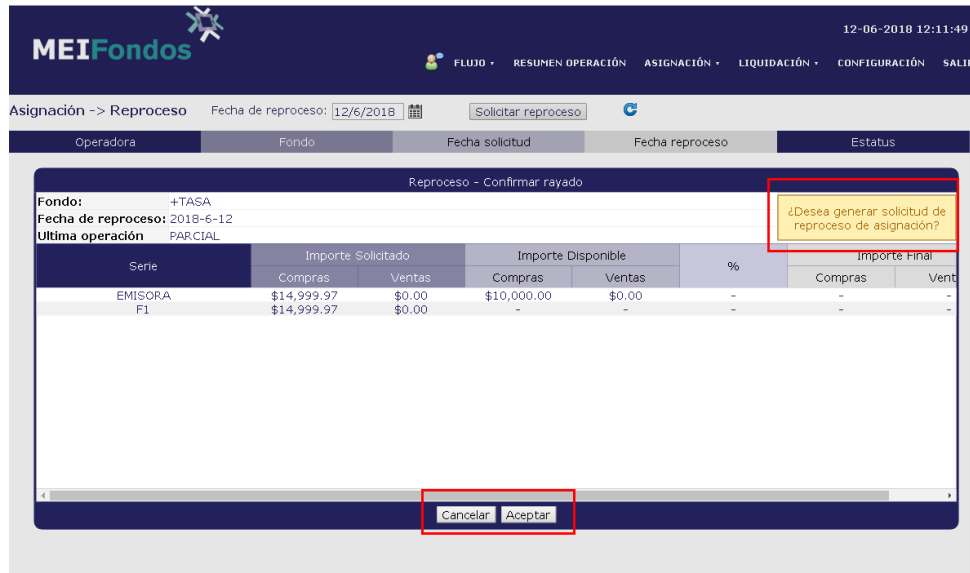 12-06-2018 12:11:49
MEIFondos
FLUJO RESUMEN OPERACIÓN ASIGNACIÓN LIQUIDACIÓN CONFIGURACIÓN
Asignación -> Reproceso Fecha de reproceso: 12/6/2018 Solicitar reproceso
Operadora Fondo Fecha solicitud Fecha reproceso Estatus
Reproceso - Confirmar rayado
Fondo: +TASA
¿Desea generar solicitud de
reproceso de asignación?
Fecha de reproceso: 2018-6-12
Ultima operación PARCIAL
Serie Importe Solicitado Importe Disponible % Importe Final
Compras Ventas Compras Ventas Compras Vent
EMISORA $14,999.97 $0.00 $10,000.00 $0.00 - - -
F1 $14,999.97 $0.00 - - - - -
Cancelar Aceptar